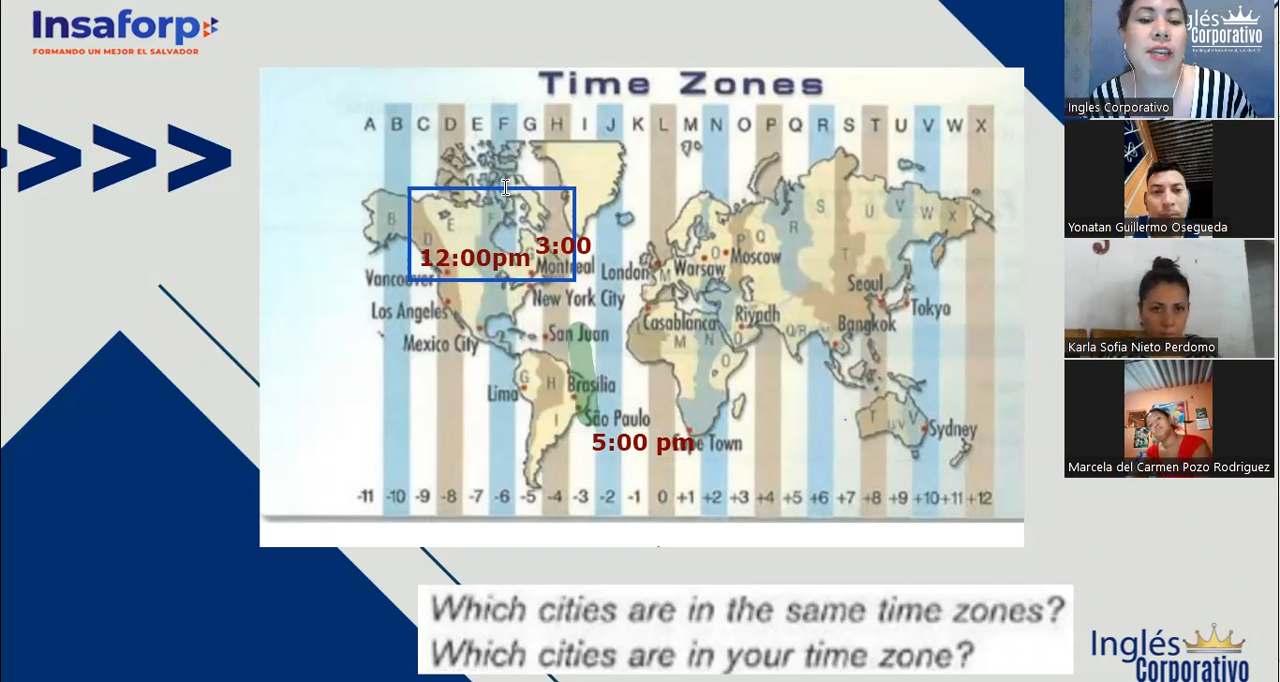 Insaforp
FORMANDO UN MEJOR EL SALVADOR
Time Zones
A B C D E F G H I J K L M N O P Q R S T U V W X
B D E F
12:00pm 3:00
Vancouver
Montreal
London
Warsaw
Moscow
Los Angeles
New York City
Seoul
Tokyo
Mexico City
San Juan
Casablanca
Riyadh
Bangkok
Lima
Brasilia
São Paulo
5:00 pm
Town
Sydney
G H I
M N O
P Q R S T U V W X
Q/R
T V
-11 -10 -9 -8 -7 -6 -5 -4 -3 -2 -1 0 +1 +2 +3 +4 +5 +6 +7 +8 +9 +10 +11 +12
Which cities are in the same time zones?
Which cities are in your time zone?
Inglés
Corporativo
glés
Corporativo
Ingles Corporativo
Yonatan Guillermo Osegueda
Karla Sofia Nieto Perdomo
Marcela del Carmen Pozo Rodriguez